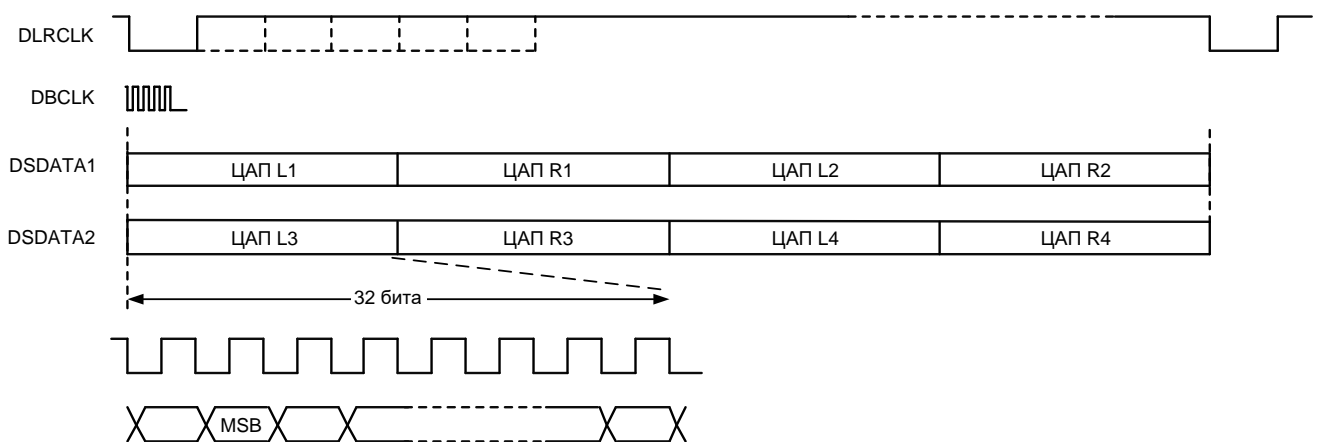 DLRCLK
DBCLK
DSDATA1 ЦАП L1 ЦАП R1 ЦАП L2 ЦАП R2
DSDATA2 ЦАП L3 ЦАП R3 ЦАП L4 ЦАП R4
32 бита
MSB